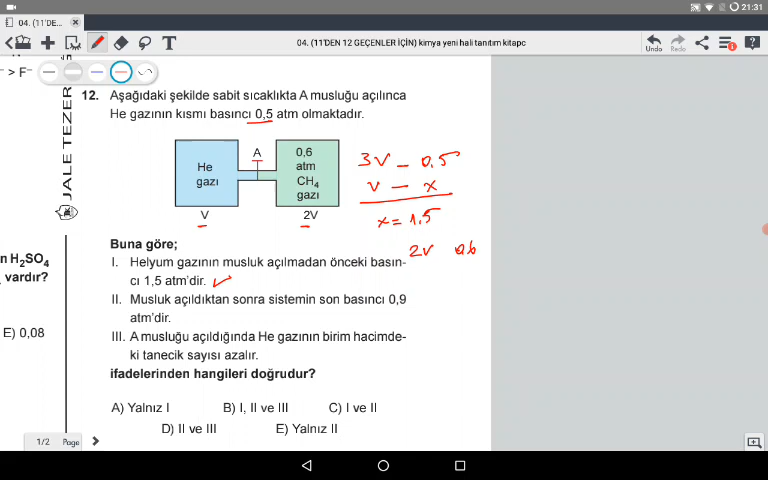 21:31
04. (11'DE...
04. (11'DEN 12 GEÇENLER İÇİN) kimya yeni hali tanıtım kitapc
Undo Redo
> F⁻
JALE TEZER
12. Aşağıdaki şekilde sabit sıcaklıkta A musluğu açılınca
He gazının kısmı basıncı 0,5 atm olmaktadır.
A
He
gazı
0,6
atm
CH₄
gazı
V
2V
3V – 0.5
V – x
x = 1.5
2V 0.6
Buna göre;
I. Helyum gazının musluk açılmadan önceki basın-
cı 1,5 atm'dir.
II. Musluk açıldıktan sonra sistemin son basıncı 0,9
atm'dir.
III. A musluğu açıldığında He gazının birim hacimde-
ki tanecik sayısı azalır.
ifadelerinden hangileri doğrudur?
A) Yalnız I B) I, II ve III C) I ve II
D) II ve III E) Yalnız II
n H₂SO₄
vardır?
E) 0,08
1/2 Page